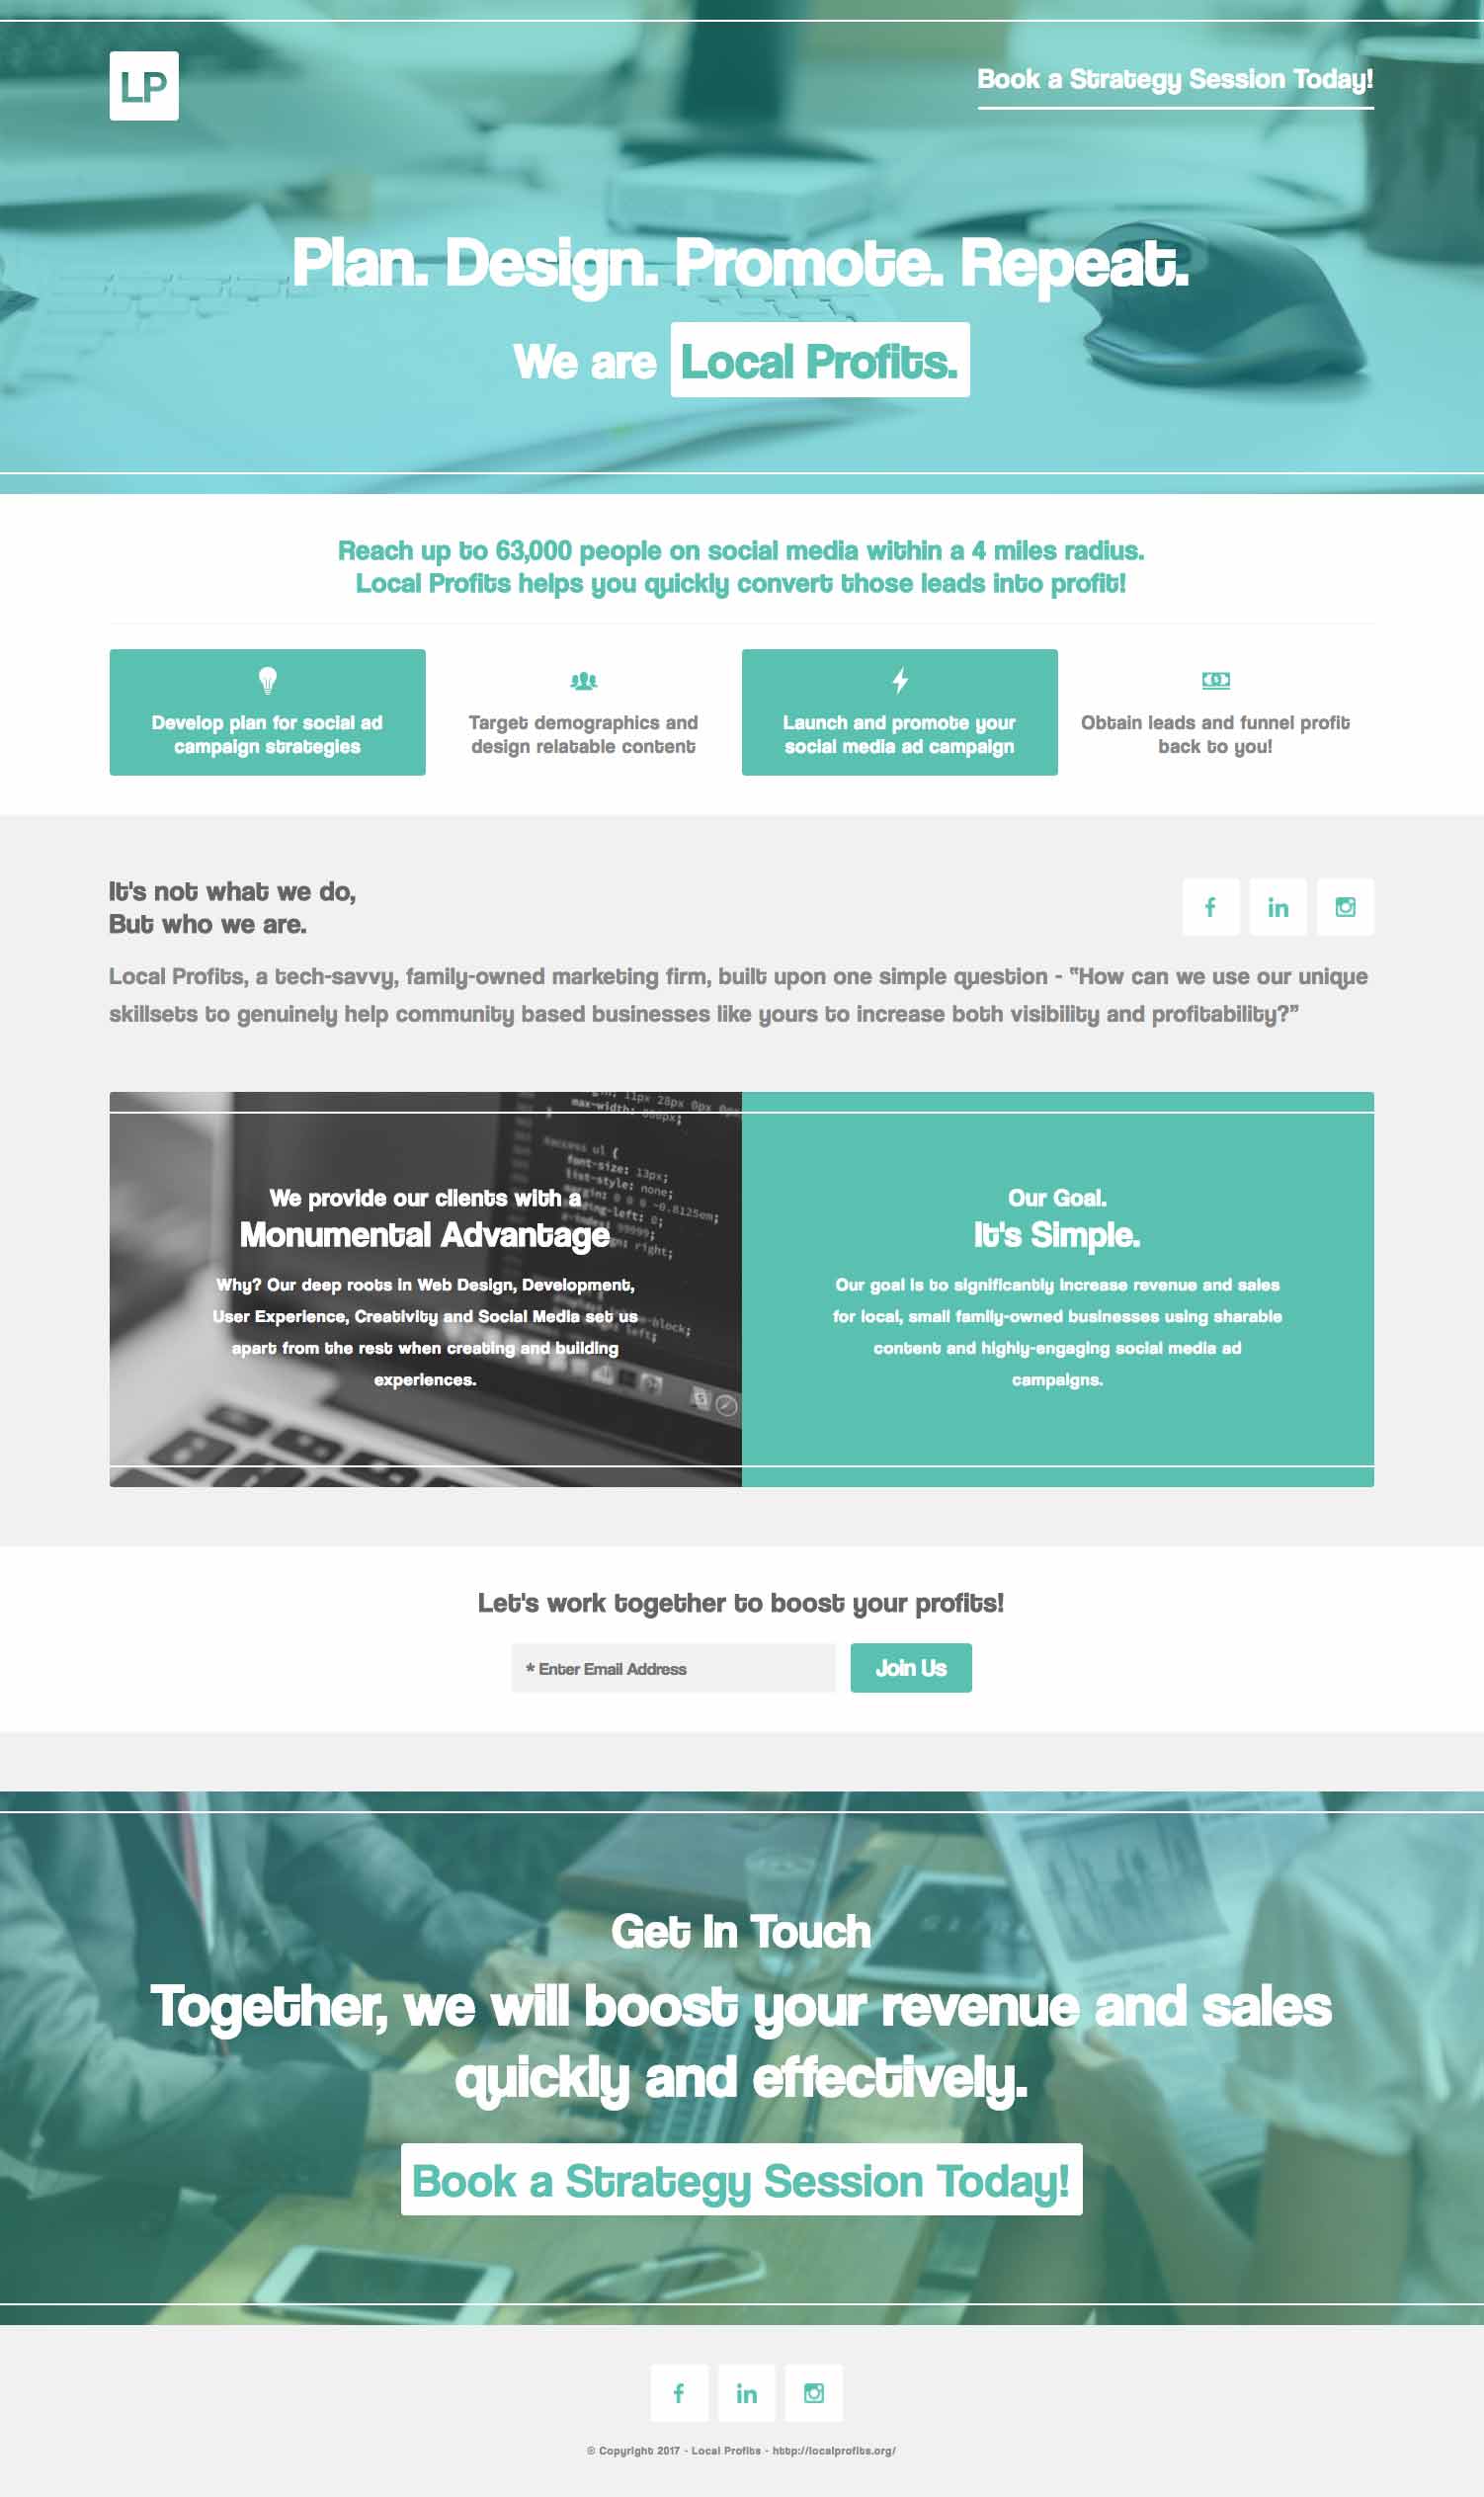 LP
Book a Strategy Session Today!
Plan. Design. Promote. Repeat.
We are Local Profits.
Reach up to 63,000 people on social media within a 4 miles radius.
Local Profits helps you quickly convert those leads into profit!
Develop plan for social ad
campaign strategies
Target demographics and
design relatable content
Launch and promote your
social media ad campaign
Obtain leads and funnel profit
back to you!
It's not what we do,
But who we are.
f in
Local Profits, a tech-savvy, family-owned marketing firm, built upon one simple question - “How can we use our unique
skillsets to genuinely help community based businesses like yours to increase both visibility and profitability?”
max-width:
font-size: 13px;
list-style: none;
We provide our clients with a
Monumental Advantage
Why? Our deep roots in Web Design, Development,
User Experience, Creativity and Social Media set us
apart from the rest when creating and building
experiences.
Our Goal.
It's Simple.
Our goal is to significantly increase revenue and sales
for local, small family-owned businesses using sharable
content and highly-engaging social media ad
campaigns.
Let's work together to boost your profits!
* Enter Email Address
Join Us
Get In Touch
Together, we will boost your revenue and sales
quickly and effectively.
Book a Strategy Session Today!
f in
© Copyright 2017 - Local Profits - http://localprofits.org/